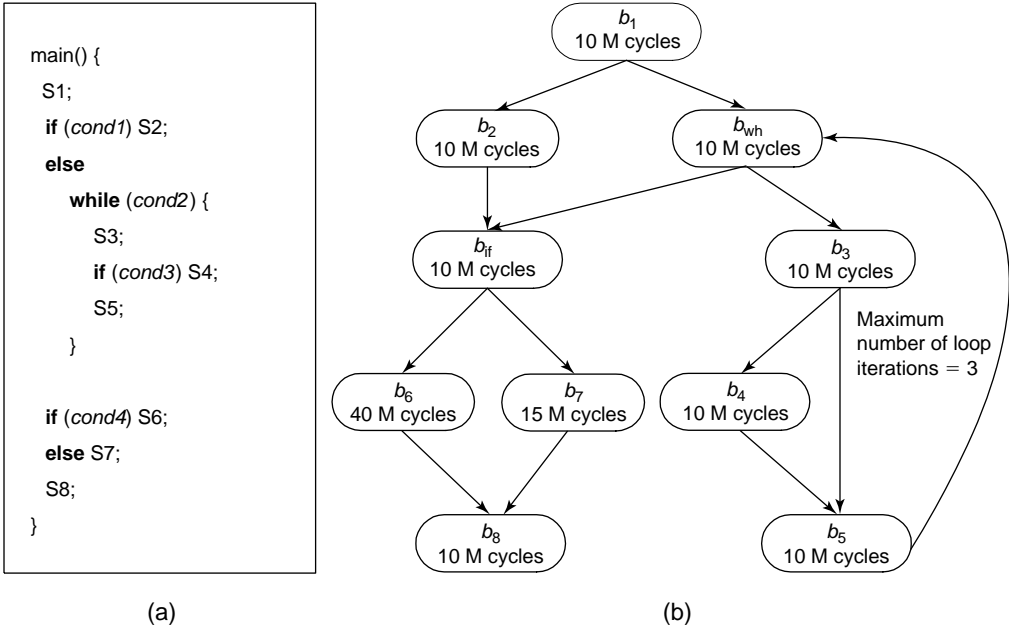 main() {
S1;
if (cond1) S2;
else
while (cond2) {
S3;
if (cond3) S4;
S5;
}
if (cond4) S6;
else S7;
S8;
}
(a)
b1
10 M cycles
b2
10 M cycles
bwh
10 M cycles
bif
10 M cycles
b3
10 M cycles
Maximum
number of loop
iterations = 3
b6
40 M cycles
b7
15 M cycles
b4
10 M cycles
b8
10 M cycles
b5
10 M cycles
(b)